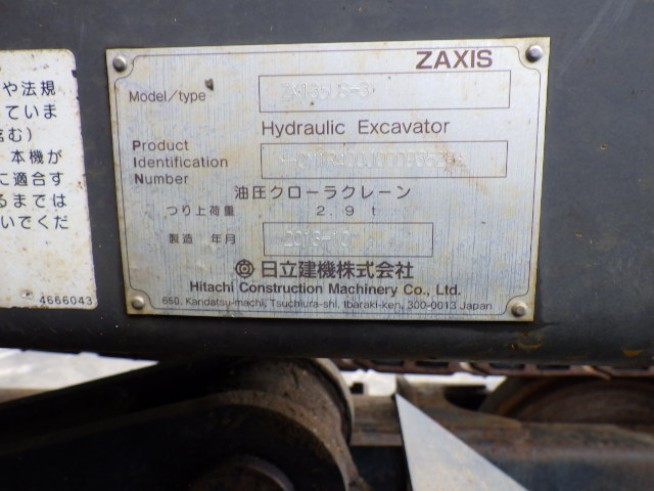 や法規
っていま
含む)
本機が
に適合す
るまでは
いでくだ
4666043
ZAXIS
Model/type
Hydraulic Excavator
Product
Identification
Number
油圧クローラクレーン
つり上荷量 2.9 t
製造 年月
日立建機株式会社
Hitachi Construction Machinery Co., Ltd.
650, Kandatsu-machi, Tsuchiura-shi, Ibaraki-ken, 300-0013 Japan